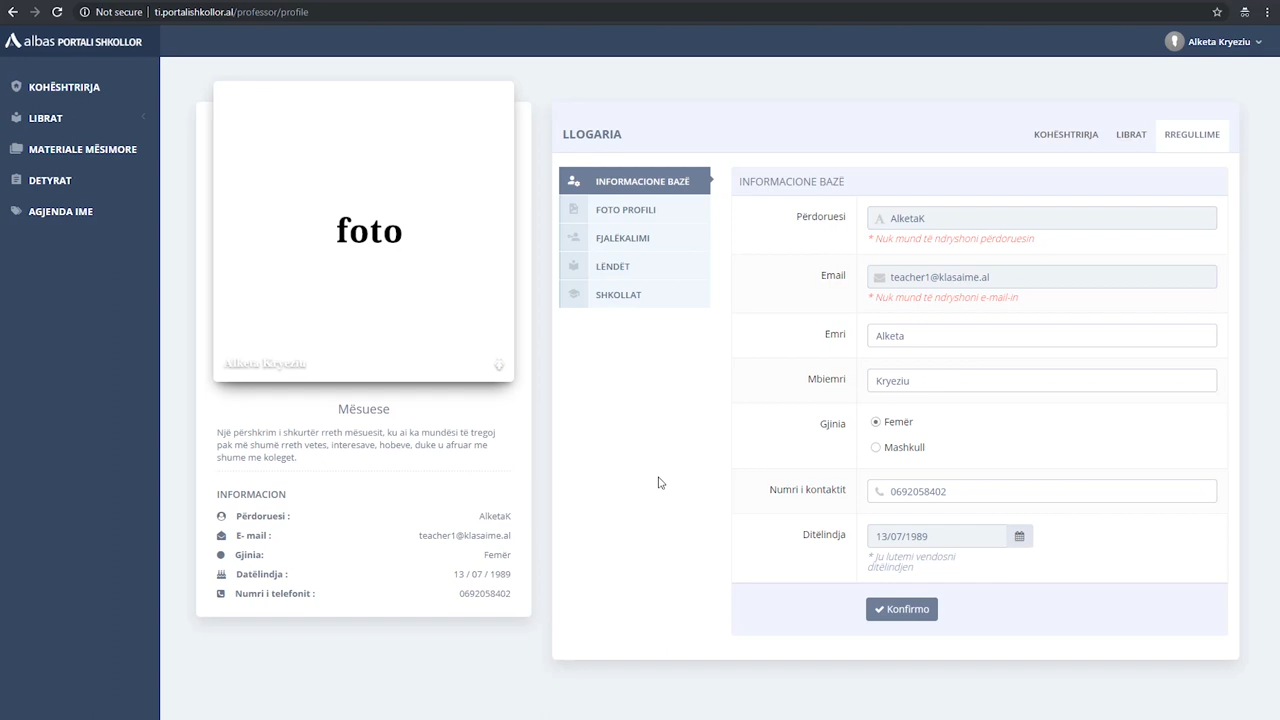 Not secure | ti.portalishkollor.al/professor/profile
albas PORTALI SHKOLLOR
Alketa Kryeziu
KOHËSHTRIRJA
LIBRAT
MATERIALE MËSIMORE
DETYRAT
AGJENDA IME
foto
Alketa Kryeziu
Mësuese
Një përshkrim i shkurtër rreth mësuesit, ku ai ka mundësi të tregoj
pak më shumë rreth vetes, interesave, hobeve, duke u afruar me
shume me koleget.
INFORMACION
Përdoruesi : AlketaK
E- mail : teacher1@klasaime.al
Gjinia: Femër
Datëlindja : 13 / 07 / 1989
Numri i telefonit : 0692058402
LLOGARIA
KOHËSHTRIRJA LIBRAT RREGULLIME
INFORMACIONE BAZË
FOTO PROFILI
FJALËKALIMI
LËNDËT
SHKOLLAT
INFORMACIONE BAZË
Përdoruesi AlketaK
* Nuk mund të ndryshoni përdoruesin
Email teacher1@klasaime.al
* Nuk mund të ndryshoni e-mail-in
Emri Alketa
Mbiemri Kryeziu
Gjinia Femër
Mashkull
Numri i kontaktit 0692058402
Ditëlindja 13/07/1989
* Ju lutemi vendosni
ditëlindjen
Konfirmo